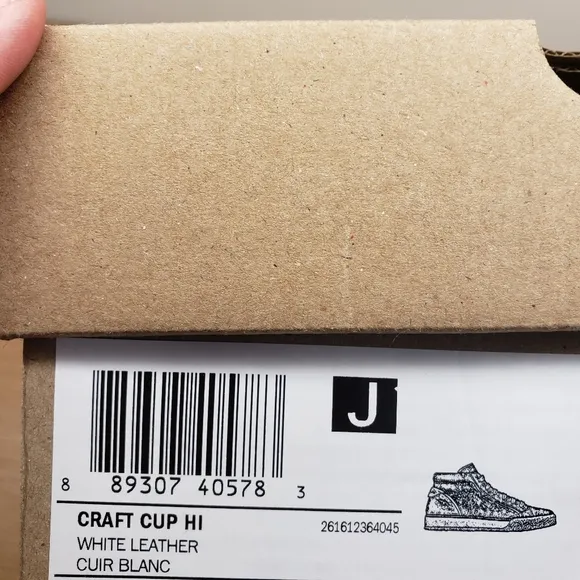 J
8 89307 40578 3
CRAFT CUP HI 261612364045
WHITE LEATHER
CUIR BLANC